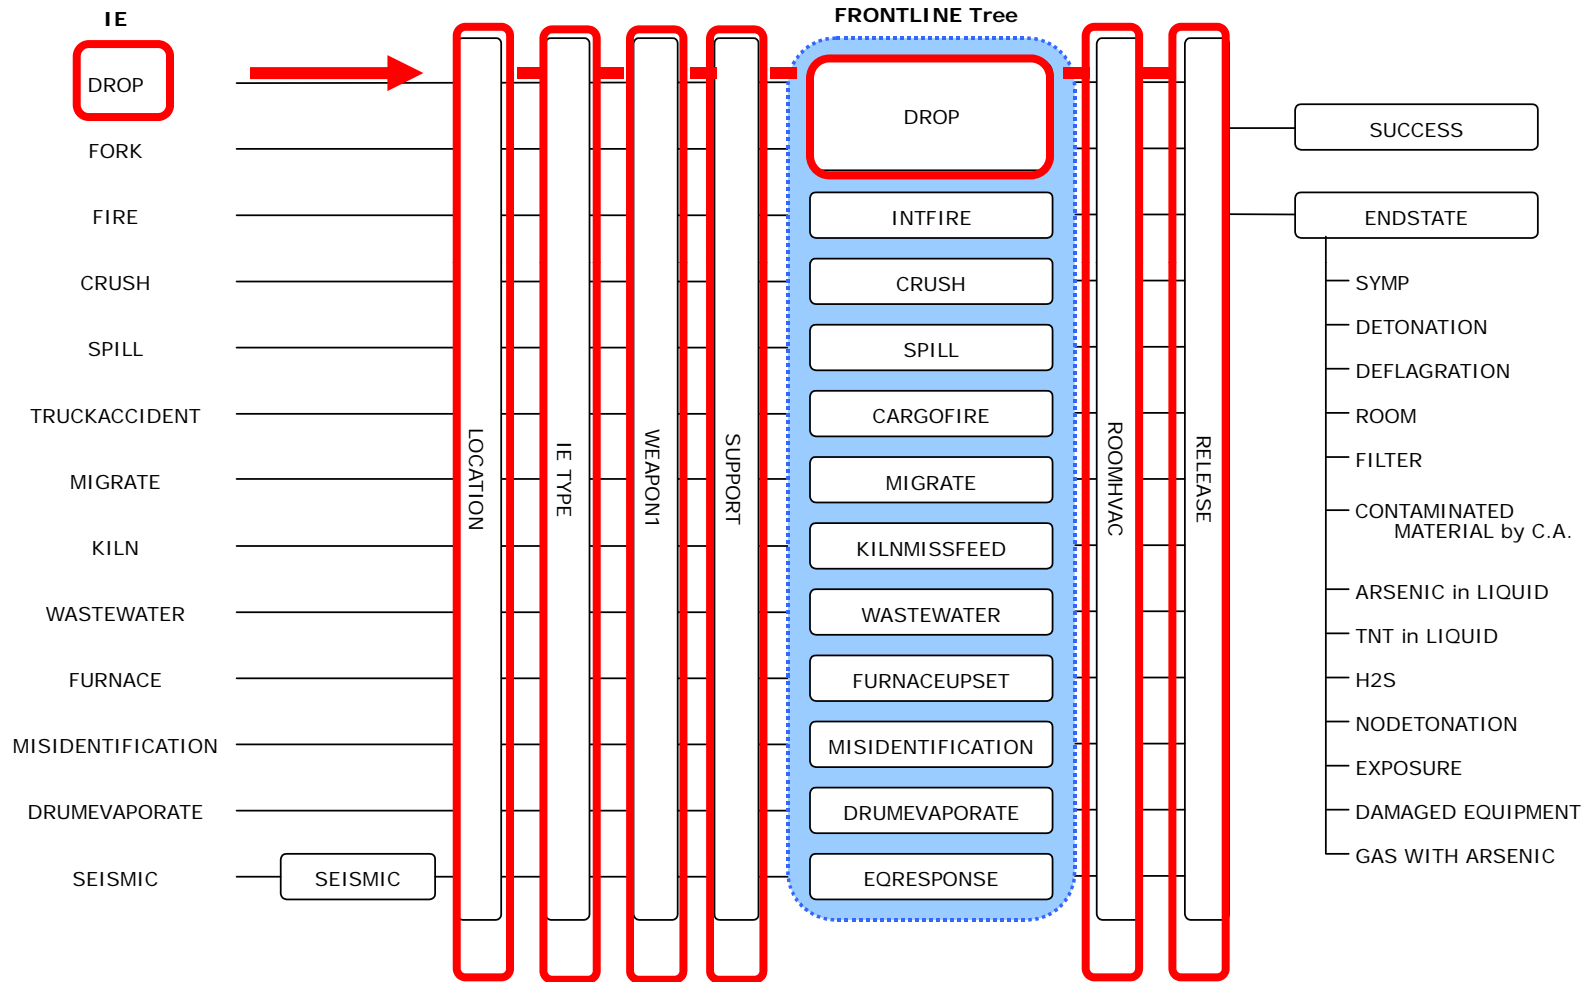 IE
FRONTLINE Tree
DROP
FORK
FIRE
CRUSH
SPILL
TRUCKACCIDENT
MIGRATE
KILN
WASTEWATER
FURNACE
MISIDENTIFICATION
DRUMEVAPORATE
SEISMIC
SEISMIC
LOCATION
IE TYPE
WEAPON1
SUPPORT
DROP
INTFIRE
CRUSH
SPILL
CARGOFIRE
MIGRATE
KILNMISSFEED
WASTEWATER
FURNACEUPSET
MISIDENTIFICATION
DRUMEVAPORATE
EQRESPONSE
ROOMHVAC
RELEASE
SUCCESS
ENDSTATE
SYMP
DETONATION
DEFLAGRATION
ROOM
FILTER
CONTAMINATED
MATERIAL by C.A.
ARSENIC in LIQUID
TNT in LIQUID
H2S
NODETONATION
EXPOSURE
DAMAGED EQUIPMENT
GAS WITH ARSENIC